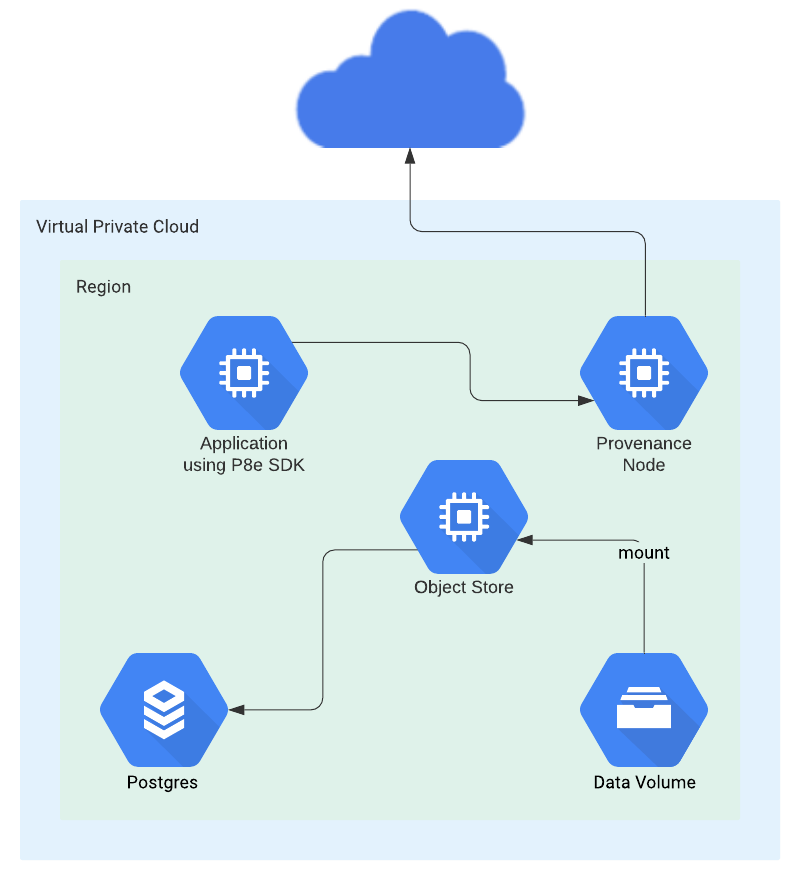 Virtual Private Cloud
Region
Application
using P8e SDK
Provenance
Node
Object Store
mount
Postgres
Data Volume